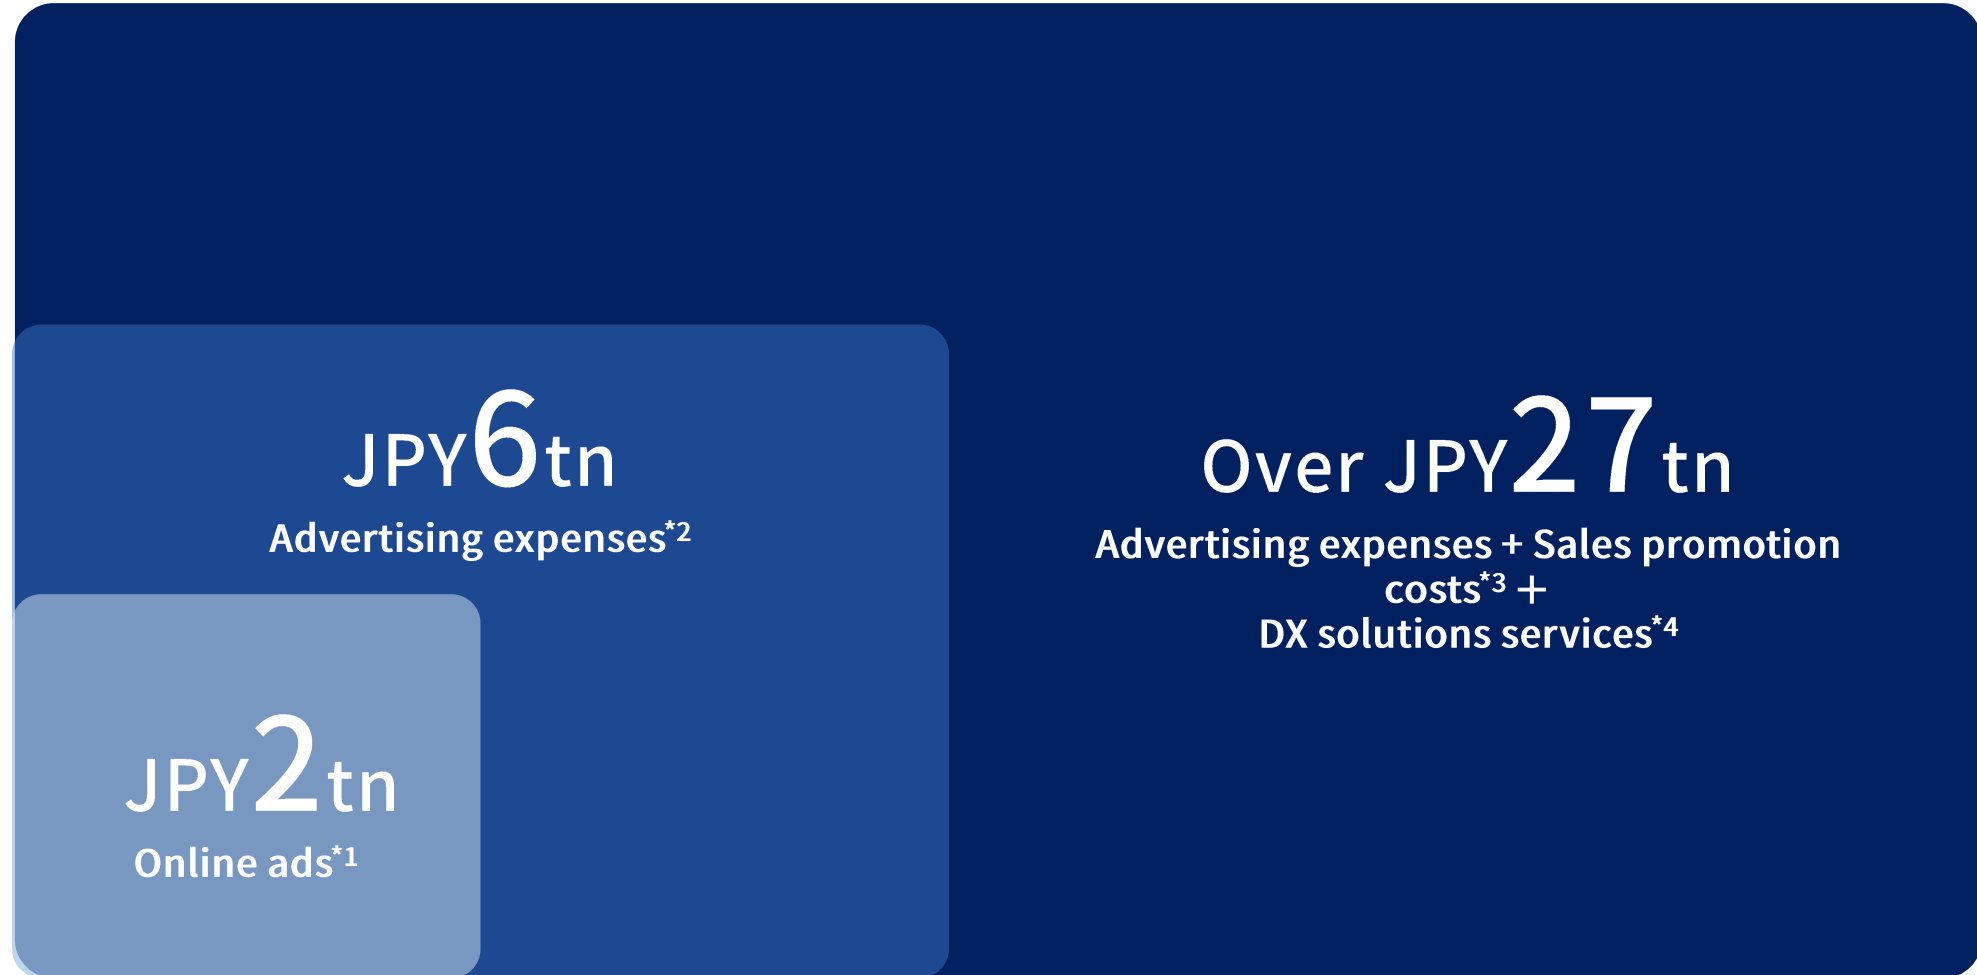 JPY6tn
Advertising expenses*2
JPY2tn
Online ads*1
Over JPY27tn
Advertising expenses + Sales promotion
costs*3 +
DX solutions services*4